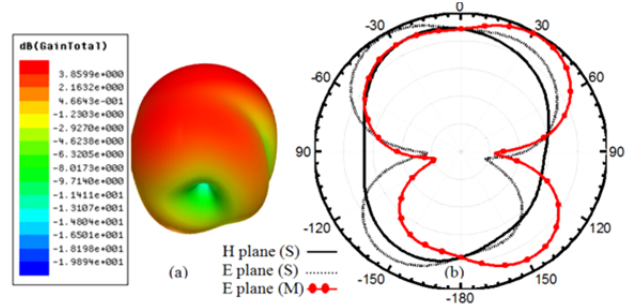 dB(GainTotal)
3.8599e+000
2.1632e+000
4.6643e-001
-1.2303e+000
-2.9270e+000
-4.6238e+000
-6.3205e+000
-8.0173e+000
-9.7140e+000
-1.1411e+001
-1.3107e+001
-1.4804e+001
-1.6501e+001
-1.8198e+001
-1.9894e+001
(a)
0
-30
30
-60
60
90
90
-120
120
-150
150
-180
H plane (S)
E plane (S)
E plane (M)
(b)